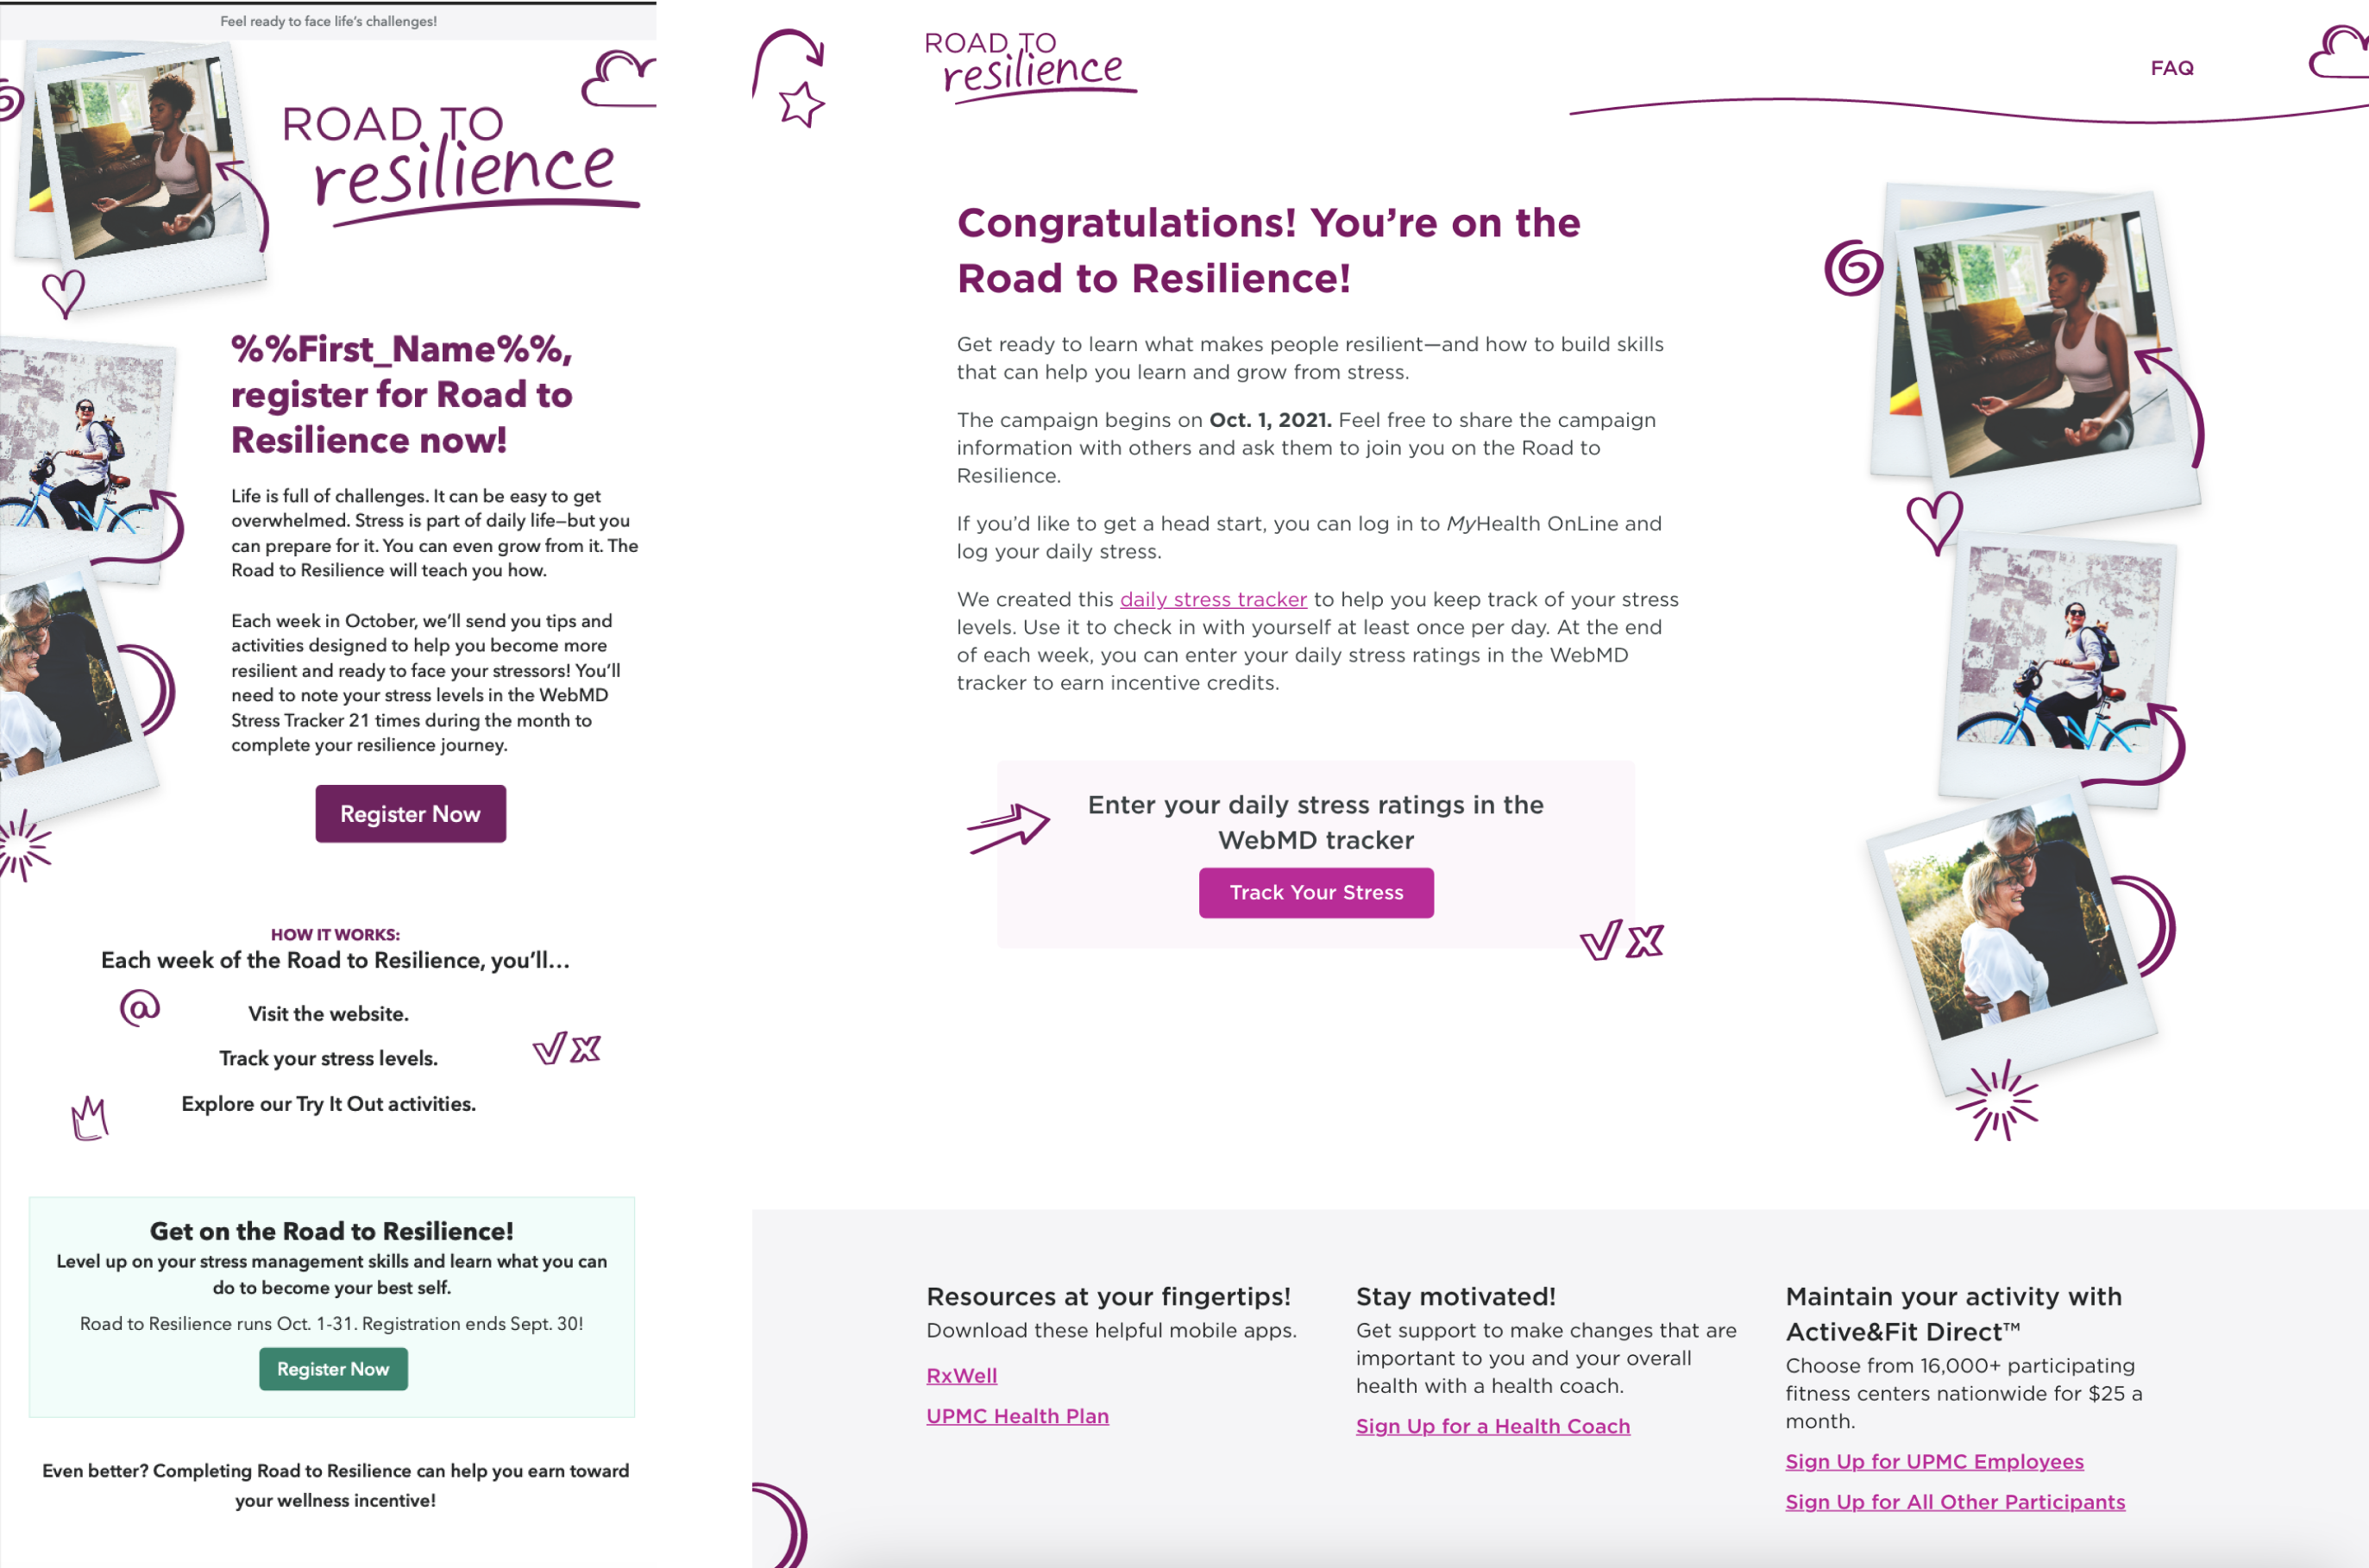 Feel ready to face life's challenges!
ROAD TO
resilience
%%First_Name%%,
register for Road to
Resilience now!
Life is full of challenges. It can be easy to get
overwhelmed. Stress is part of daily life—but you
can prepare for it. You can even grow from it. The
Road to Resilience will teach you how.
Each week in October, we'll send you tips and
activities designed to help you become more
resilient and ready to face your stressors! You'll
need to note your stress levels in the WebMD
Stress Tracker 21 times during the month to
complete your resilience journey.
Register Now
HOW IT WORKS:
Each week of the Road to Resilience, you'll...
@
Visit the website.
Track your stress levels.
Explore our Try It Out activities.
Get on the Road to Resilience!
Level up on your stress management skills and learn what you can
do to become your best self.
Road to Resilience runs Oct. 1-31. Registration ends Sept. 30!
Register Now
Even better? Completing Road to Resilience can help you earn toward
your wellness incentive!
ROAD TO
resilience
FAQ
Congratulations! You’re on the
Road to Resilience!
Get ready to learn what makes people resilient—and how to build skills
that can help you learn and grow from stress.
The campaign begins on Oct. 1, 2021. Feel free to share the campaign
information with others and ask them to join you on the Road to
Resilience.
If you’d like to get a head start, you can log in to MyHealth OnLine and
log your daily stress.
We created this daily stress tracker to help you keep track of your stress
levels. Use it to check in with yourself at least once per day. At the end
of each week, you can enter your daily stress ratings in the WebMD
tracker to earn incentive credits.
Enter your daily stress ratings in the
WebMD tracker
Track Your Stress
Resources at your fingertips!
Download these helpful mobile apps.
RxWell
UPMC Health Plan
Stay motivated!
Get support to make changes that are
important to you and your overall
health with a health coach.
Sign Up for a Health Coach
Maintain your activity with
Active&Fit Direct™
Choose from 16,000+ participating
fitness centers nationwide for $25 a
month.
Sign Up for UPMC Employees
Sign Up for All Other Participants